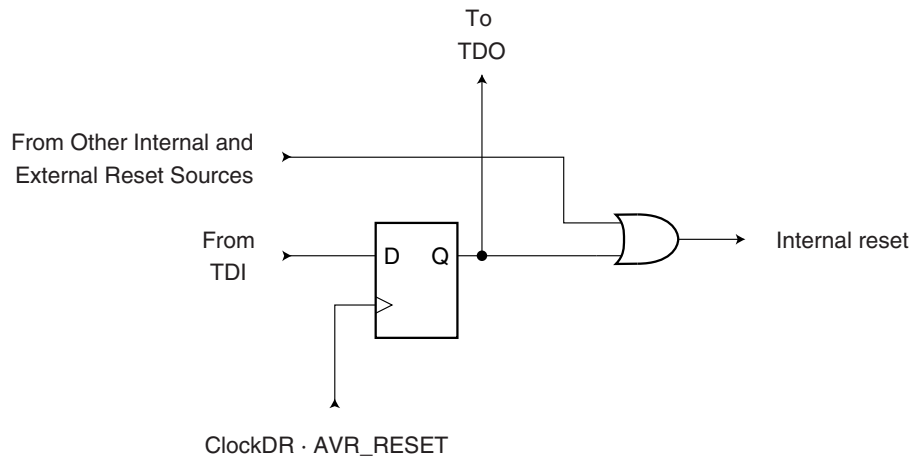 To
TDO
From Other Internal and
External Reset Sources
From
TDI
D Q
Internal reset
ClockDR · AVR_RESET